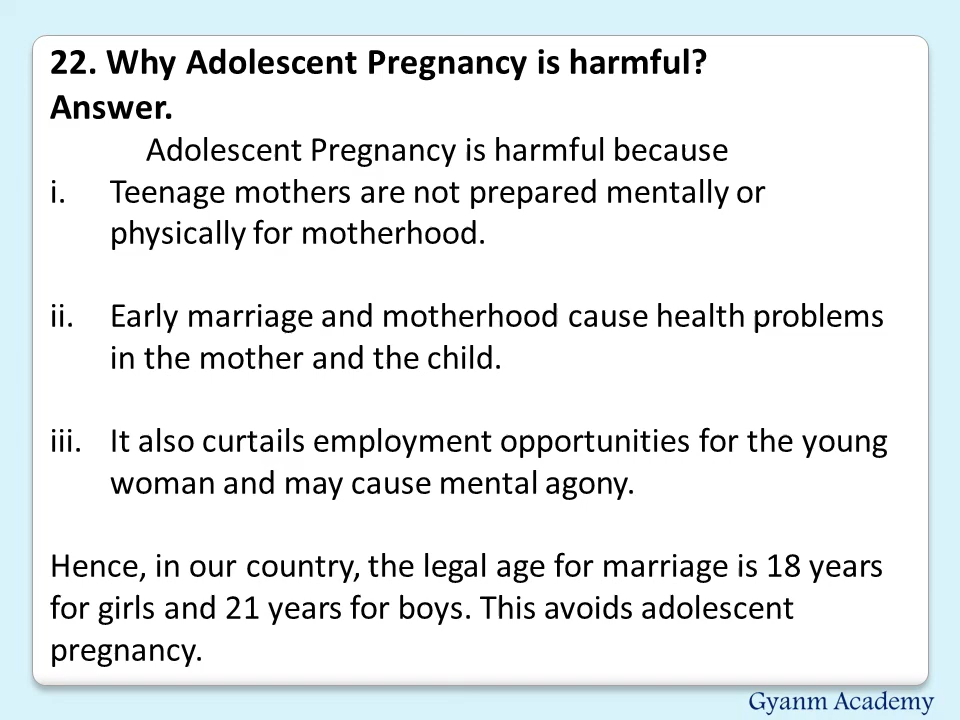 22. Why Adolescent Pregnancy is harmful?
Answer.
Adolescent Pregnancy is harmful because
i. Teenage mothers are not prepared mentally or
physically for motherhood.
ii. Early marriage and motherhood cause health problems
in the mother and the child.
iii. It also curtails employment opportunities for the young
woman and may cause mental agony.
Hence, in our country, the legal age for marriage is 18 years
for girls and 21 years for boys. This avoids adolescent
pregnancy.
Gyanm Academy